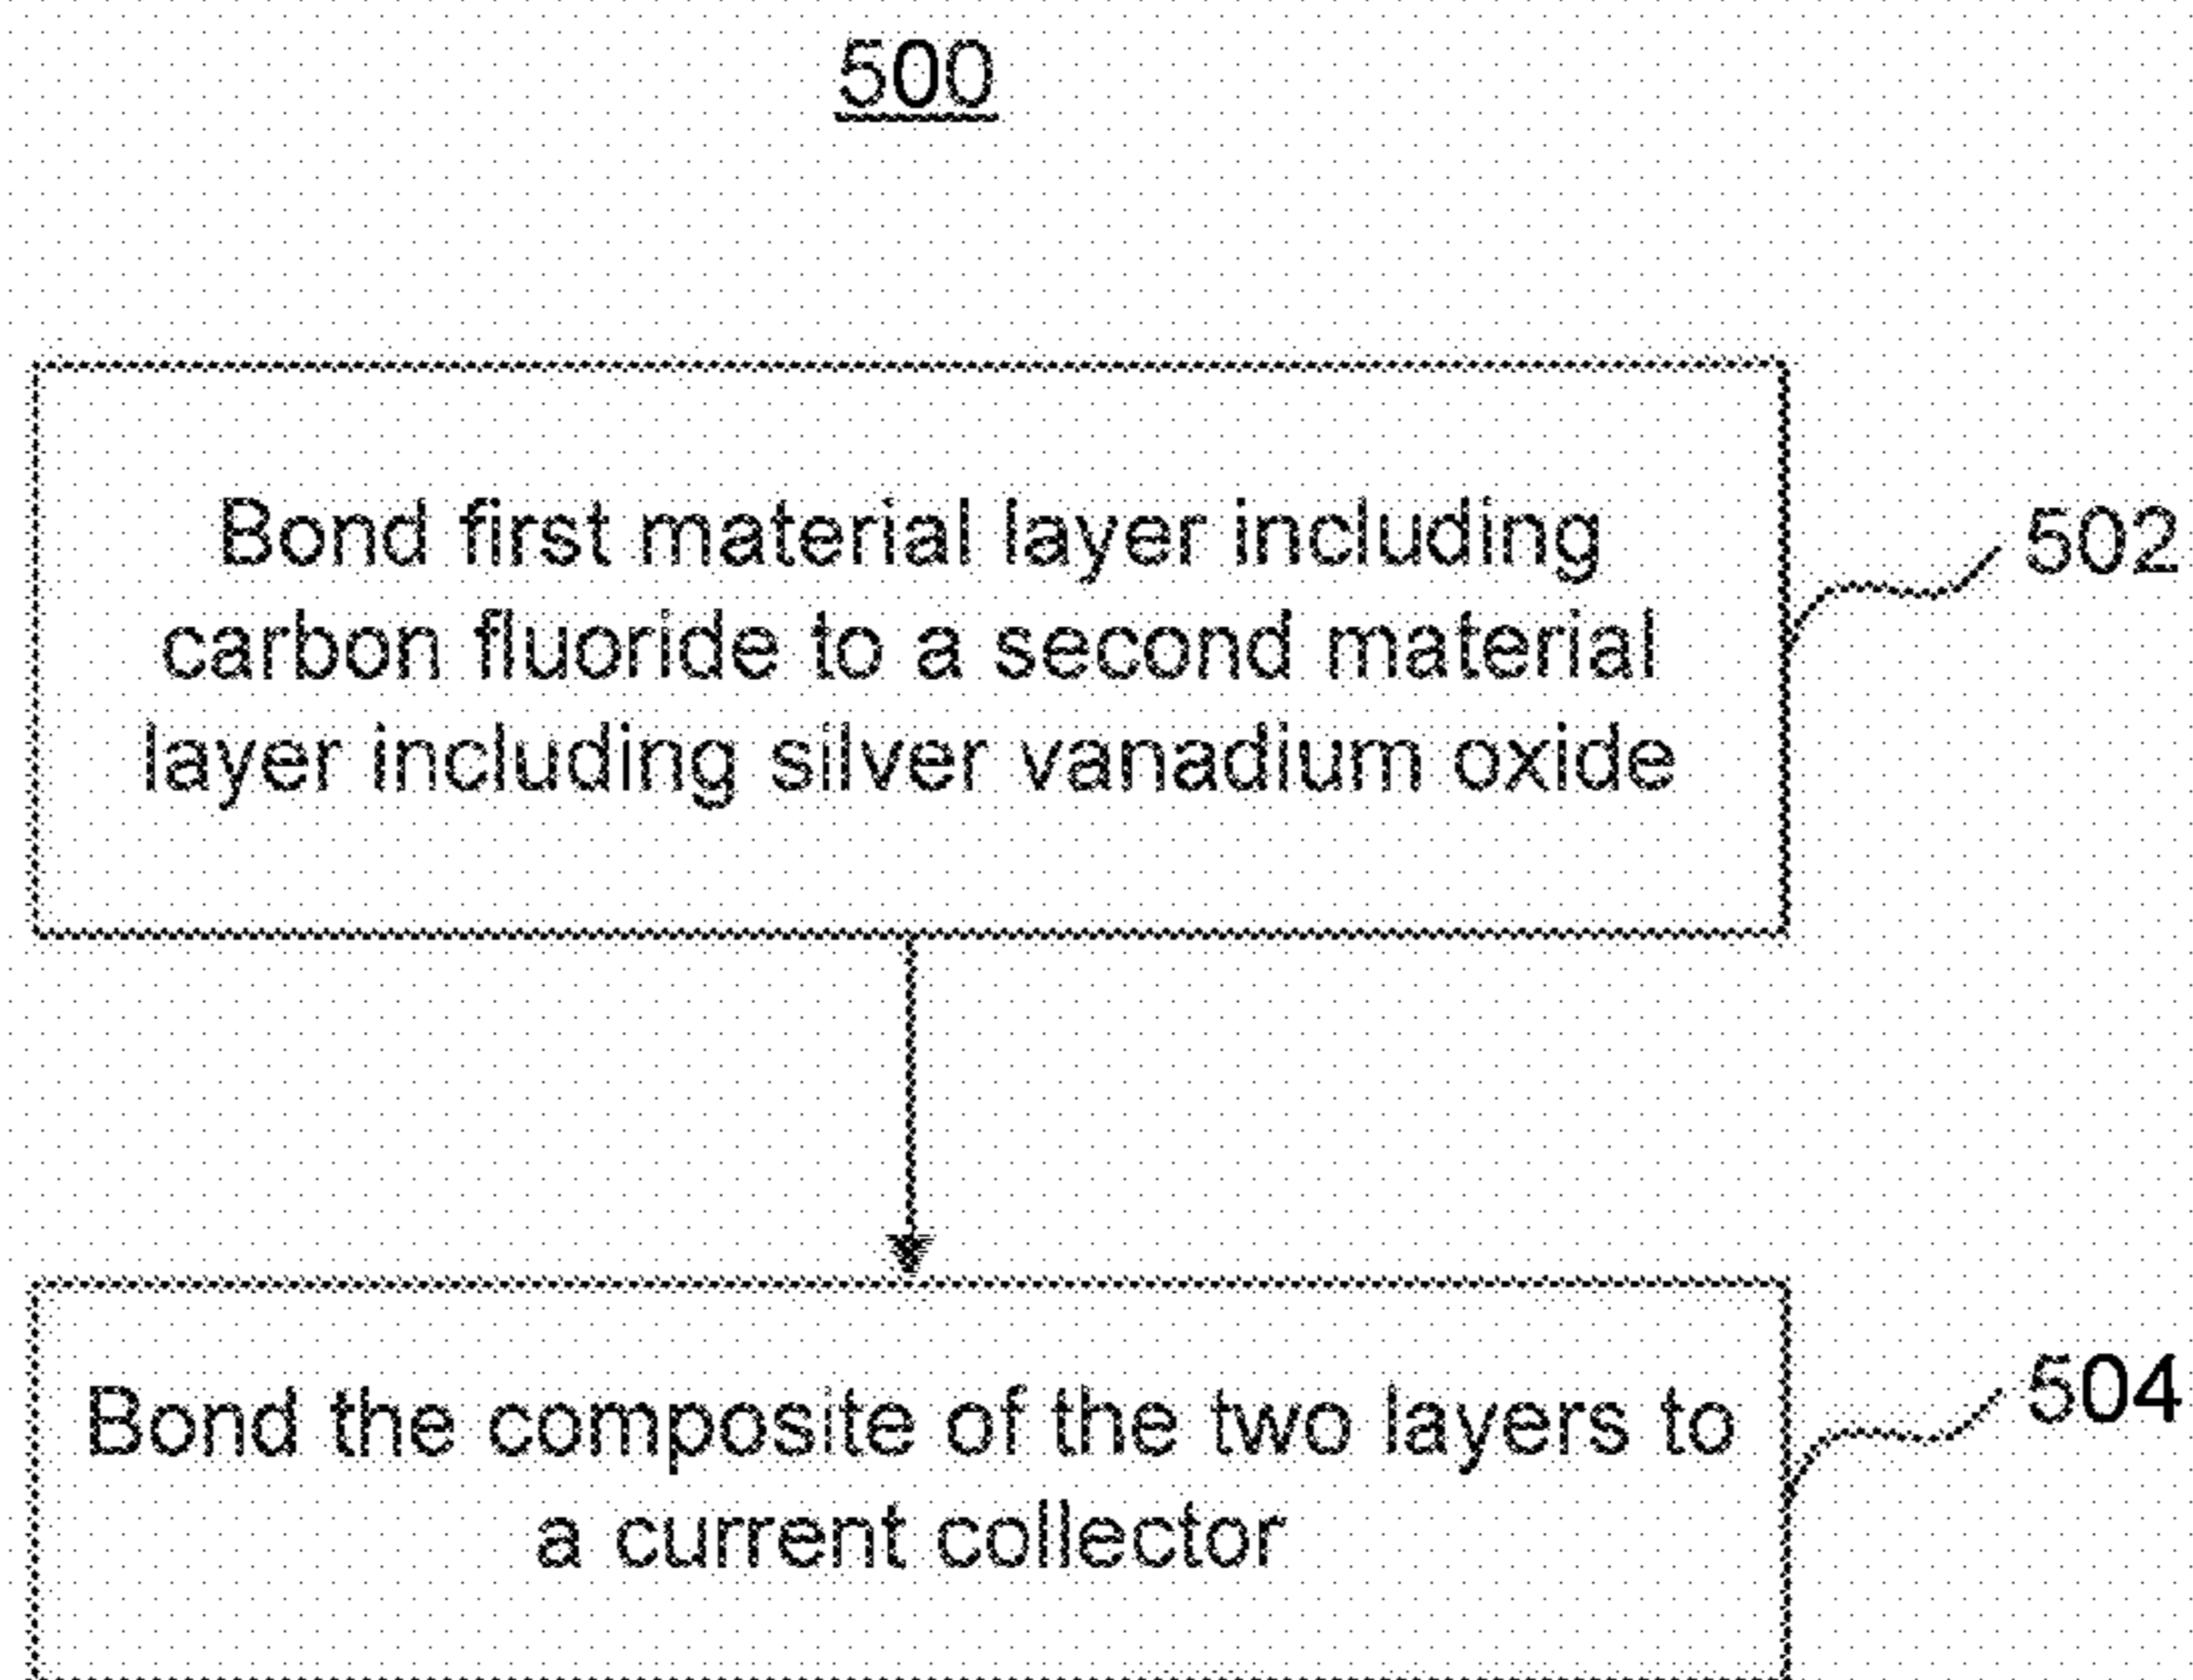 500
Bond first material layer including
carbon fluoride to a second material
layer including silver vanadium oxide
502
Bond the composite of the two layers to
a current collector
504